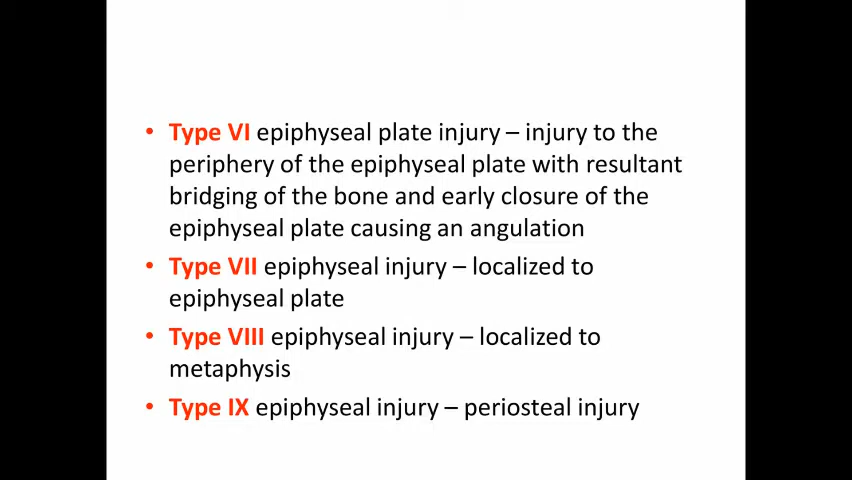 • Type VI epiphyseal plate injury – injury to the
periphery of the epiphyseal plate with resultant
bridging of the bone and early closure of the
epiphyseal plate causing an angulation
• Type VII epiphyseal injury – localized to
epiphyseal plate
• Type VIII epiphyseal injury – localized to
metaphysis
• Type IX epiphyseal injury – periosteal injury